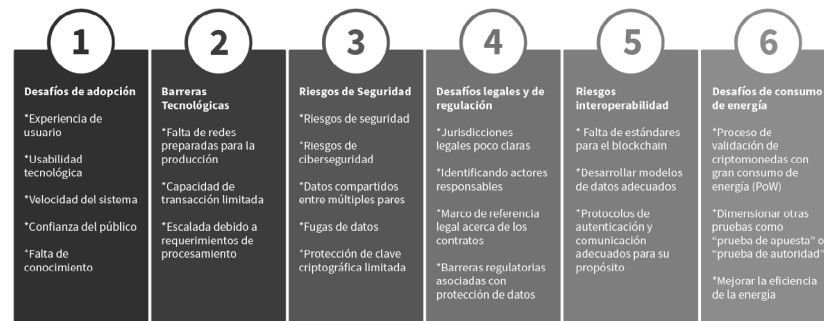 1
Desafíos de adopción
*Experiencia de
usuario
*Usabilidad
tecnológica
*Velocidad del sistema
*Confianza del público
*Falta de
conocimiento
2
Barreras
Tecnológicas
*Falta de redes
preparadas para la
producción
*Capacidad de
transacción limitada
*Escalada debido a
requerimientos de
procesamiento
3
Riesgos de Seguridad
*Riesgos de seguridad
*Riesgos de
ciberseguridad
*Datos compartidos
entre múltiples pares
*Fugas de datos
*Protección de clave
criptográfica limitada
4
Desafíos legales y de
regulación
*Jurisdicciones
legales poco claras
*Identificando actores
responsables
*Marco de referencia
legal acerca de los
contratos
*Barreras regulatorias
asociadas con
protección de datos
5
Riesgos
interoperabilidad
* Falta de estándares
para el blockchain
*Desarrollar modelos
de datos adecuados
*Protocolos de
autenticación y
comunicación
adecuados para su
propósito
6
Desafíos de consumo
de energía
*Proceso de
validación de
criptomonedas con
gran consumo de
energía (PoW)
*Dimensionar otras
pruebas como
“prueba de apuesta” o
“prueba de autoridad”
*Mejorar la eficiencia
de la energía